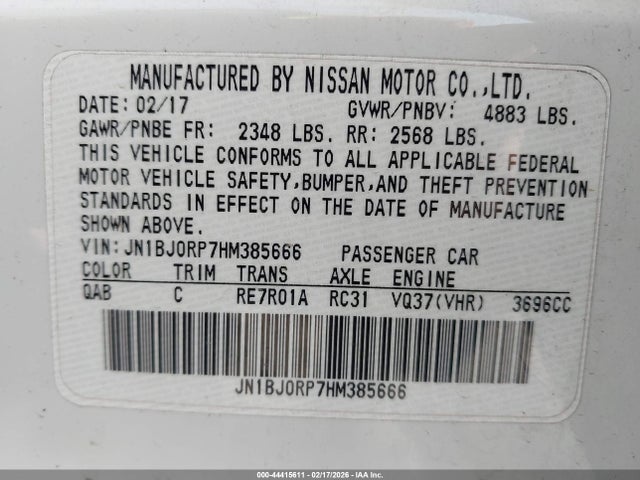 MANUFACTURED BY NISSAN MOTOR CO.,LTD.
DATE: 02/17 GVWR/PNBV: 4883 LBS.
GAWR/PNBE FR: 2348 LBS. RR: 2568 LBS.
THIS VEHICLE CONFORMS TO ALL APPLICABLE FEDERAL
MOTOR VEHICLE SAFETY,BUMPER,AND THEFT PREVENTION
STANDARDS IN EFFECT ON THE DATE OF MANUFACTURE
SHOWN ABOVE.
VIN:JN1BJ0RP7HM385666 PASSENGER CAR
COLOR TRIM TRANS AXLE ENGINE
QAB C RE7R01A RC31 VQ37(VHR) 3696CC
JN1BJ0RP7HM385666
000-44415611 - 02/17/2026 - IAA Inc.